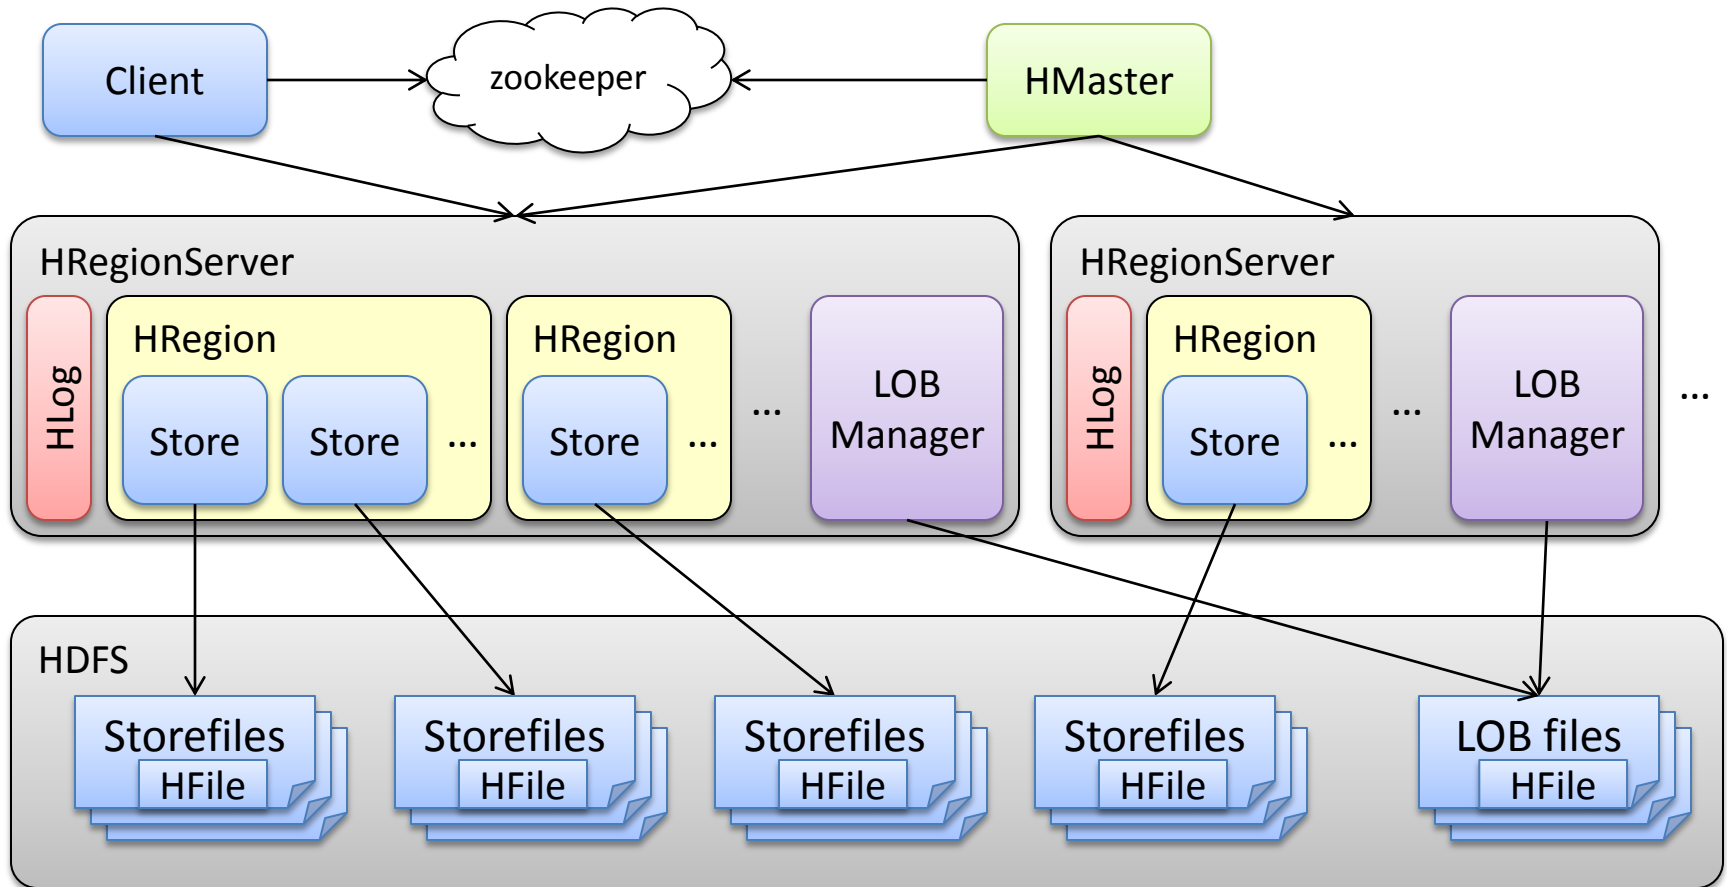 Client
zookeeper
HMaster
HRegionServer
HLog
HRegion
Store
Store
...
HRegion
Store
...
...
LOB
Manager
HRegionServer
HLog
HRegion
Store
...
...
LOB
Manager
...
HDFS
Storefiles
HFile
Storefiles
HFile
Storefiles
HFile
Storefiles
HFile
LOB files
HFile